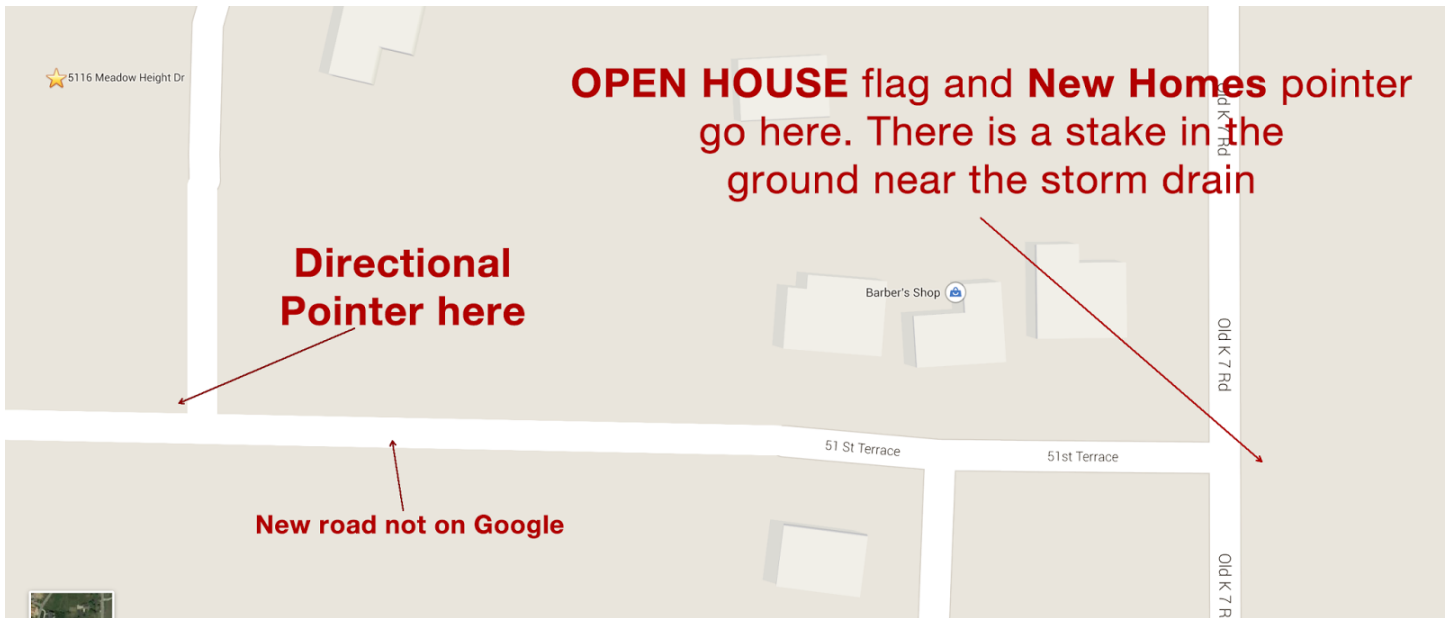 5116 Meadow Height Dr
OPEN HOUSE flag and New Homes pointer
go here. There is a stake in the
ground near the storm drain
Old K 7 Rd
Directional
Pointer here
Barber's Shop
Old K 7 Rd
51 St Terrace
51st Terrace
New road not on Google
Old K 7 R